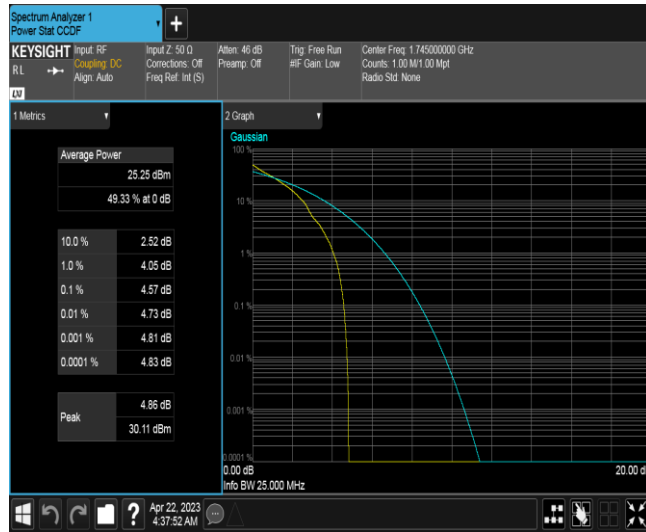 Spectrum Analyzer 1
Power Stat CCDF
+
KEYSIGHT
RL
LXI
Input: RF
Coupling: DC
Align: Auto
Input Z: 50 Ω
Corrections: Off
Freq Ref: Int (S)
Atten: 46 dB
Preamp: Off
Trig: Free Run
#IF Gain: Low
Center Freq: 1.745000000 GHz
Counts: 1.00 M/1.00 Mpt
Radio Std: None
1 Metrics
Average Power
25.25 dBm
49.33 % at 0 dB
10.0 % 2.52 dB
1.0 % 4.05 dB
0.1 % 4.57 dB
0.01 % 4.73 dB
0.001 % 4.81 dB
0.0001 % 4.83 dB
Peak
4.86 dB
30.11 dBm
2 Graph
Gaussian
100 %
10 %
1 %
0.1 %
0.01 %
0.001 %
0.0001 %
0.00 dB
20.00 d
Info BW 25.000 MHz
?
Apr 22, 2023
4:37:52 AM